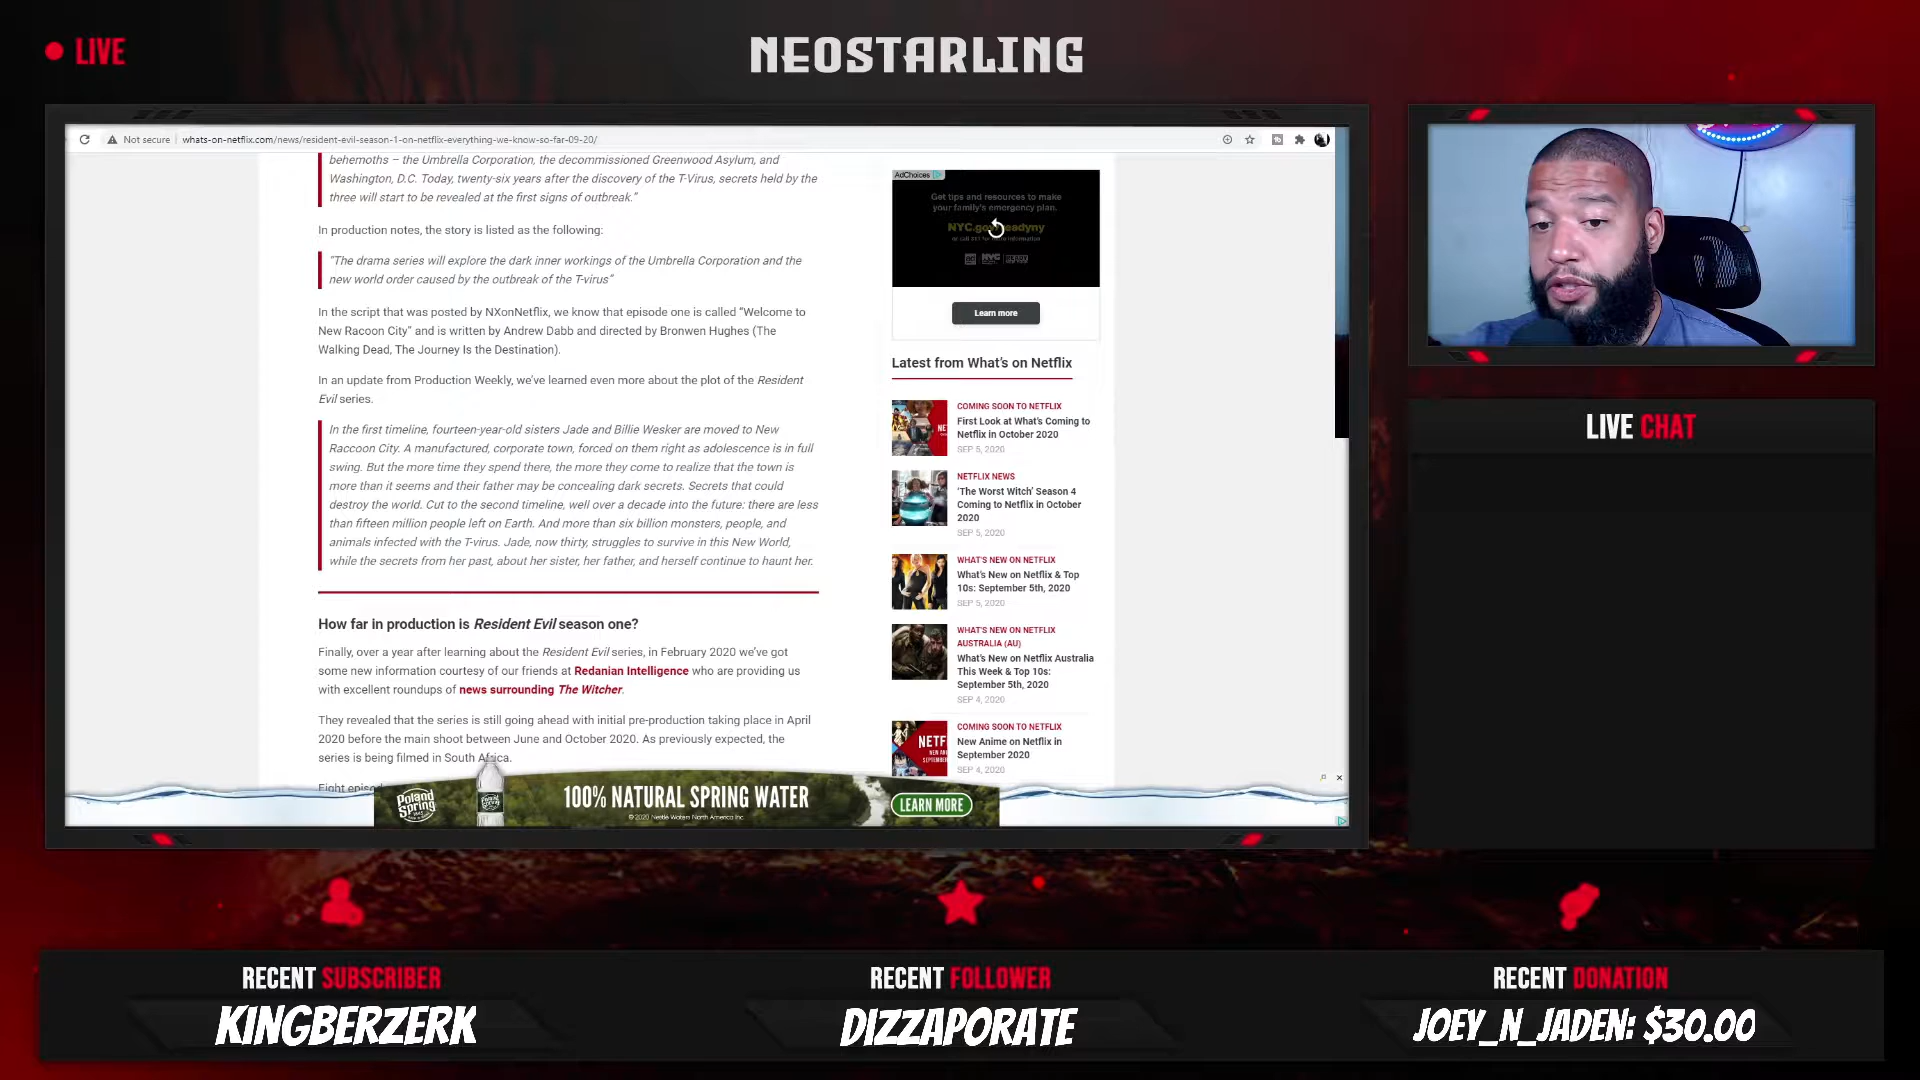 LIVE
NEOSTARLING
Not secure
whats-on-netflix.com/news/resident-evil-season-1-on-netflix-everything-we-know-so-far-09-20/
behemoths – the Umbrella Corporation, the decommissioned Greenwood Asylum, and
Washington, D.C. Today, twenty-six years after the discovery of the T-Virus, secrets held by the
three will start to be revealed at the first signs of outbreak.”
In production notes, the story is listed as the following:
“The drama series will explore the dark inner workings of the Umbrella Corporation and the
new world order caused by the outbreak of the T-virus”
In the script that was posted by NXonNetflix, we know that episode one is called “Welcome to
New Racoon City” and is written by Andrew Dabb and directed by Bronwen Hughes (The
Walking Dead, The Journey Is the Destination).
In an update from Production Weekly, we’ve learned even more about the plot of the Resident
Evil series.
In the first timeline, fourteen-year-old sisters Jade and Billie Wesker are moved to New
Raccoon City. A manufactured, corporate town, forced on them right as adolescence is in full
swing. But the more time they spend there, the more they come to realize that the town is
more than it seems and their father may be concealing dark secrets. Secrets that could
destroy the world. Cut to the second timeline, well over a decade into the future: there are less
than fifteen million people left on Earth. And more than six billion monsters, people, and
animals infected with the T-virus. Jade, now thirty, struggles to survive in this New World,
while the secrets from her past, about her sister, her father, and herself continue to haunt her.
How far in production is Resident Evil season one?
Finally, over a year after learning about the Resident Evil series, in February 2020 we’ve got
some new information courtesy of our friends at Redanian Intelligence who are providing us
with excellent roundups of news surrounding The Witcher.
They revealed that the series is still going ahead with initial pre-production taking place in April
2020 before the main shoot between June and October 2020. As previously expected, the
series is being filmed in South Africa.
AdChoices
Get tips and resources to make
your family's emergency plan.
NYC
Learn more
Latest from What’s on Netflix
COMING SOON TO NETFLIX
First Look at What’s Coming to
Netflix in October 2020
SEP 5, 2020
NETFLIX NEWS
‘The Worst Witch’ Season 4
Coming to Netflix in October
2020
SEP 5, 2020
WHAT'S NEW ON NETFLIX
What’s New on Netflix & Top
10s: September 5th, 2020
SEP 5, 2020
WHAT'S NEW ON NETFLIX
AUSTRALIA (AU)
What’s New on Netflix Australia
This Week & Top 10s:
September 5th, 2020
SEP 4, 2020
COMING SOON TO NETFLIX
New Anime on Netflix in
September 2020
SEP 4, 2020
Eight
Poland
Spring
100% NATURAL SPRING WATER
© 2020 Nestlé Waters North America Inc.
LEARN MORE
LIVE CHAT
RECENT SUBSCRIBER
KINGBERZERK
RECENT FOLLOWER
DIZZAPORATE
RECENT DONATION
JOEY_N_JADEN: $30.00